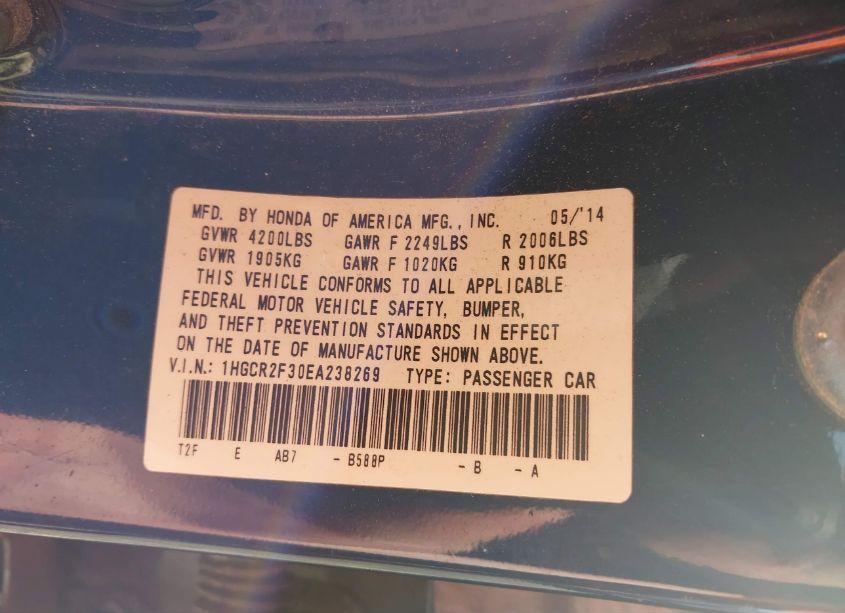 MFD. BY HONDA OF AMERICA MFG., INC. 05/'14
GVWR 4200LBS GAWR F 2249LBS R 2006LBS
GVWR 1905KG GAWR F 1020KG R 910KG
THIS VEHICLE CONFORMS TO ALL APPLICABLE
FEDERAL MOTOR VEHICLE SAFETY, BUMPER,
AND THEFT PREVENTION STANDARDS IN EFFECT
ON THE DATE OF MANUFACTURE SHOWN ABOVE.
V.I.N.: 1HGCR2F30EA238269 TYPE: PASSENGER CAR
T2F E AB7 - B588P - B - A